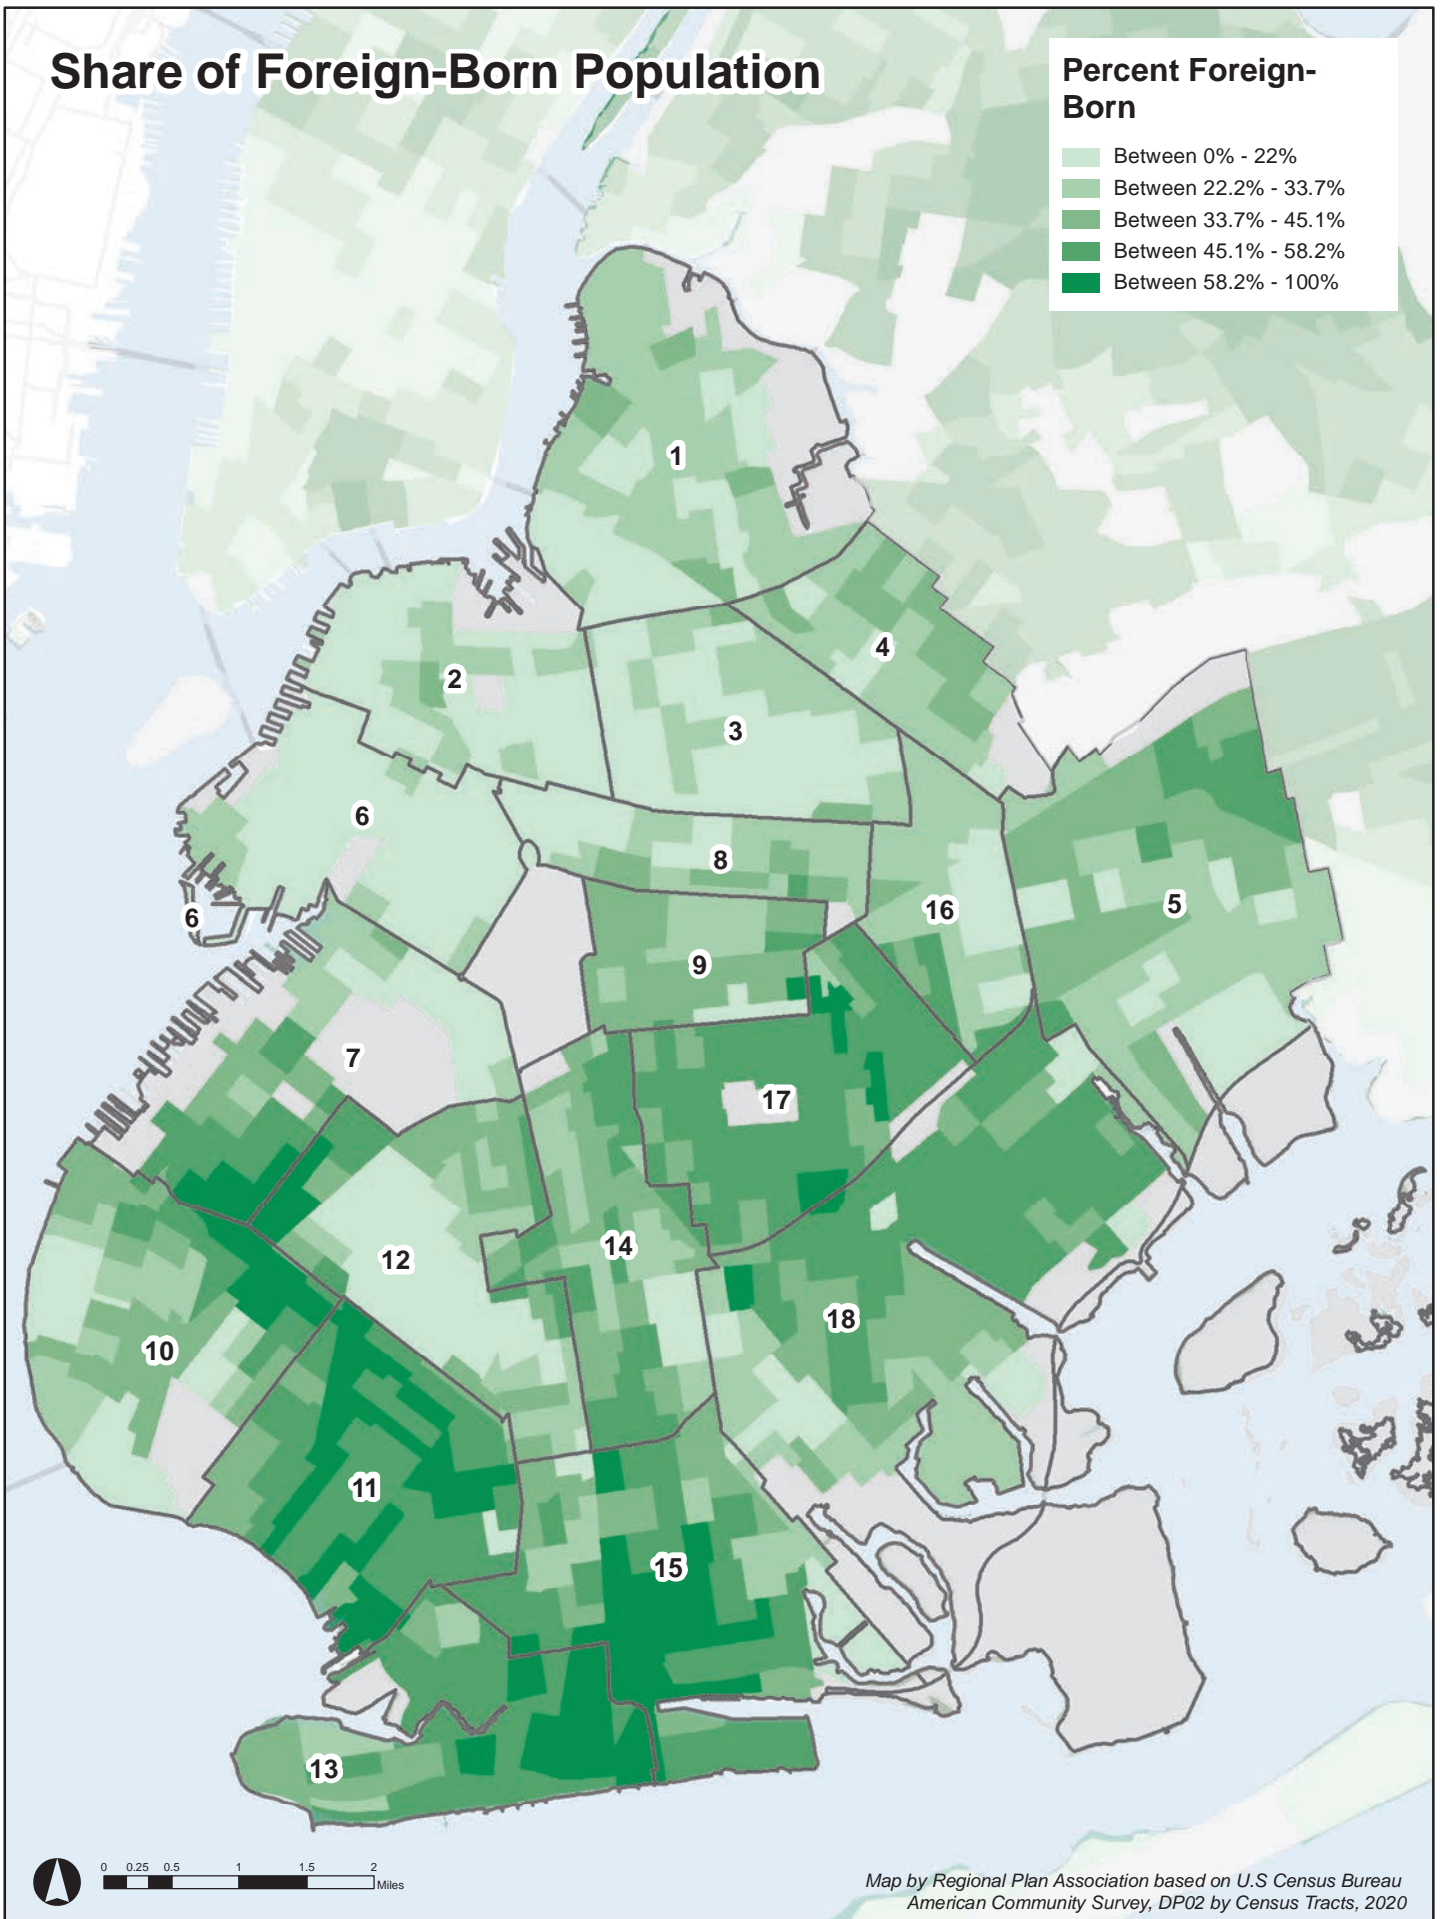 Share of Foreign-Born Population
Percent Foreign-
Born
Between 0% - 22%
Between 22.2% - 33.7%
Between 33.7% - 45.1%
Between 45.1% - 58.2%
Between 58.2% - 100%
1
4
2
3
6
8
5
6
16
9
7
17
14
12
18
10
11
15
13
0 0.25 0.5 1 1.5 2
Miles
Map by Regional Plan Association based on U.S Census Bureau
American Community Survey, DP02 by Census Tracts, 2020